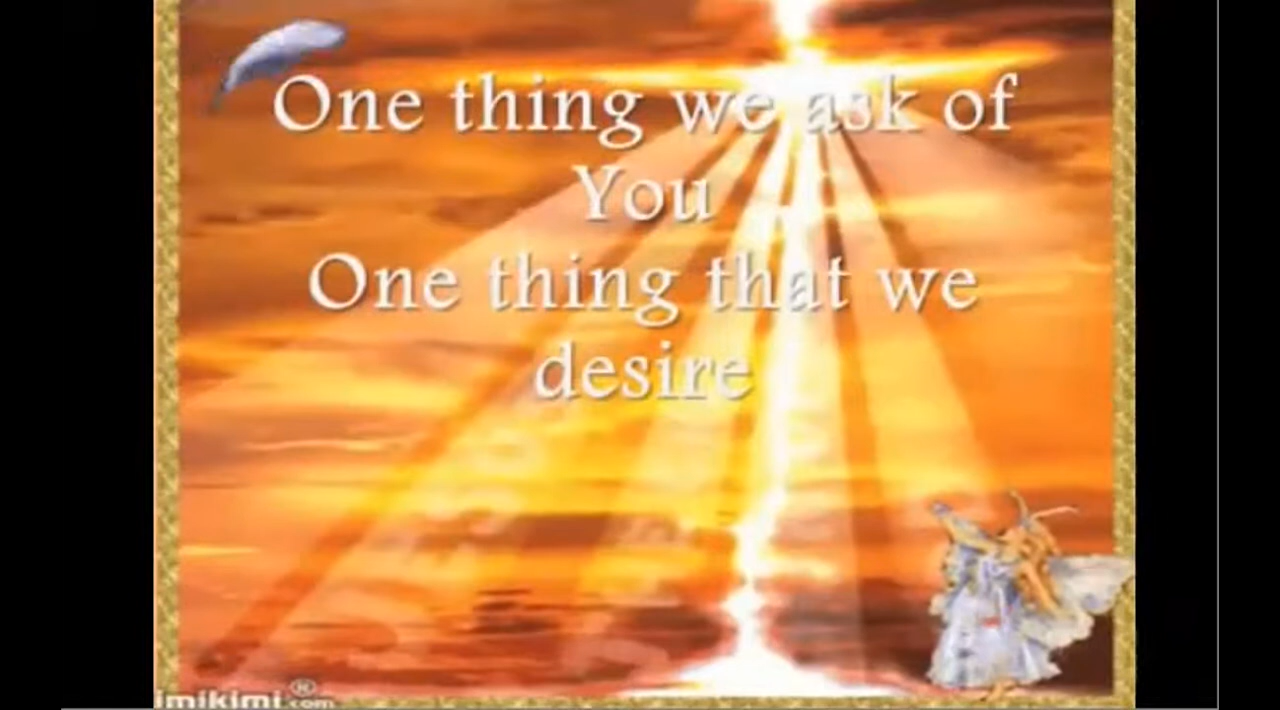 One thing we ask of
You
One thing that we
desire
imikimi®.com